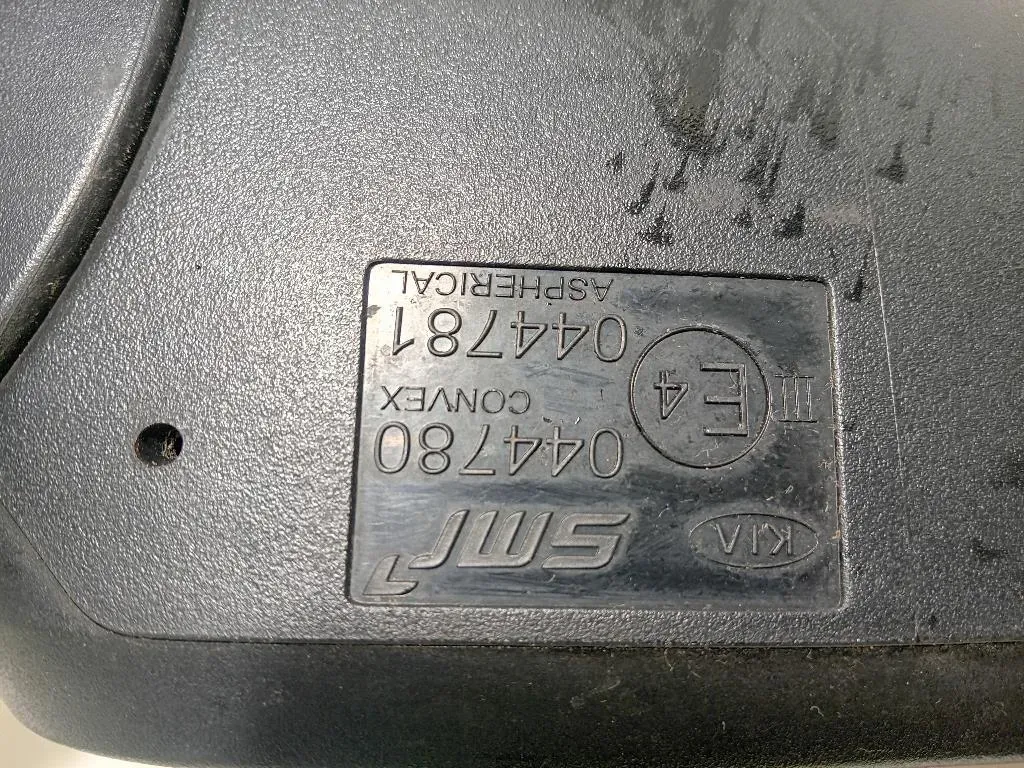 KIA SMR
044780
CONVEX
III E4
044781
ASPHERICAL